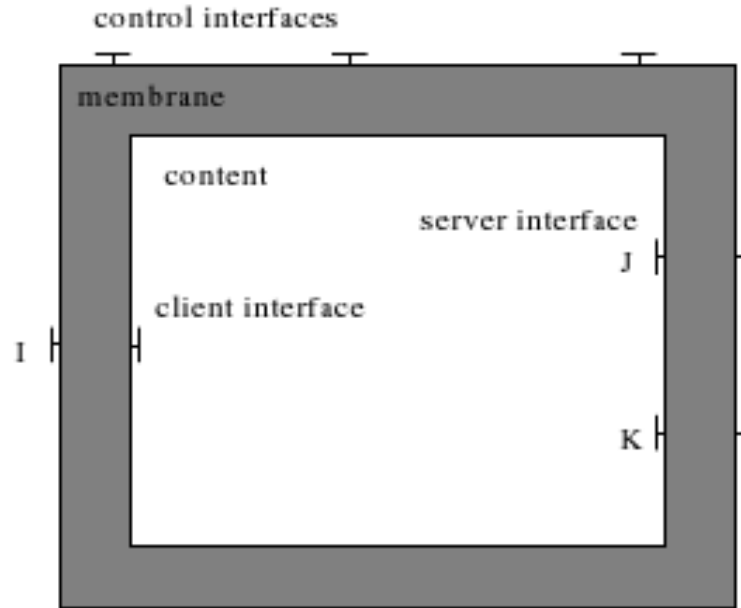 control interfaces
membrane
content
server interface
J
client interface
I
K